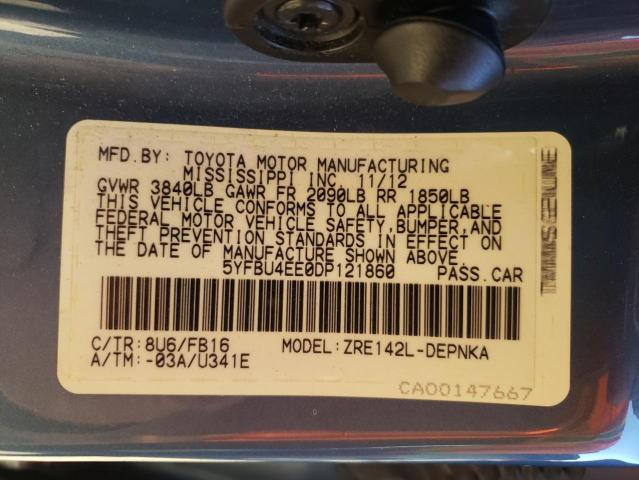 MFD.BY: TOYOTA MOTOR MANUFACTURING
MISSISSIPPI INC. 11/12
GVWR 3840LB GAWR FR 2090LB RR 1850LB
THIS VEHICLE CONFORMS TO ALL APPLICABLE
FEDERAL MOTOR VEHICLE SAFETY, BUMPER, AND
THEFT PREVENTION STANDARDS IN EFFECT ON
THE DATE OF MANUFACTURE SHOWN ABOVE.
5YFBU4EE0DP121860 PASS.CAR
C/TR:8U6/FB16 MODEL:ZRE142L-DEPNKA
A/TM:-03A/U341E
CA00147667